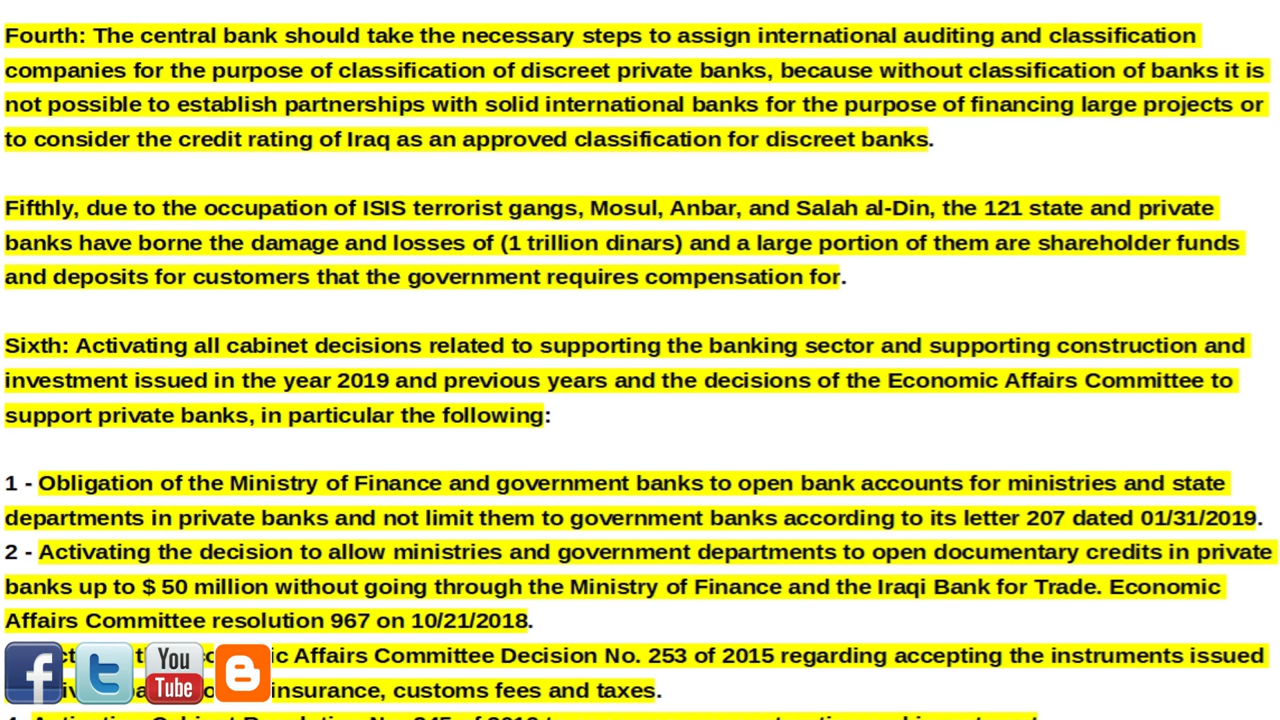 Fourth: The central bank should take the necessary steps to assign international auditing and classification
companies for the purpose of classification of discreet private banks, because without classification of banks it is
not possible to establish partnerships with solid international banks for the purpose of financing large projects or
to consider the credit rating of Iraq as an approved classification for discreet banks.
Fifthly, due to the occupation of ISIS terrorist gangs, Mosul, Anbar, and Salah al-Din, the 121 state and private
banks have borne the damage and losses of (1 trillion dinars) and a large portion of them are shareholder funds
and deposits for customers that the government requires compensation for.
Sixth: Activating all cabinet decisions related to supporting the banking sector and supporting construction and
investment issued in the year 2019 and previous years and the decisions of the Economic Affairs Committee to
support private banks, in particular the following:
1 - Obligation of the Ministry of Finance and government banks to open bank accounts for ministries and state
departments in private banks and not limit them to government banks according to its letter 207 dated 01/31/2019.
2 - Activating the decision to allow ministries and government departments to open documentary credits in private
banks up to $ 50 million without going through the Ministry of Finance and the Iraqi Bank for Trade. Economic
Affairs Committee resolution 967 on 10/21/2018.
Affairs Committee Decision No. 253 of 2015 regarding accepting the instruments issued
insurance, customs fees and taxes.
You
Tube